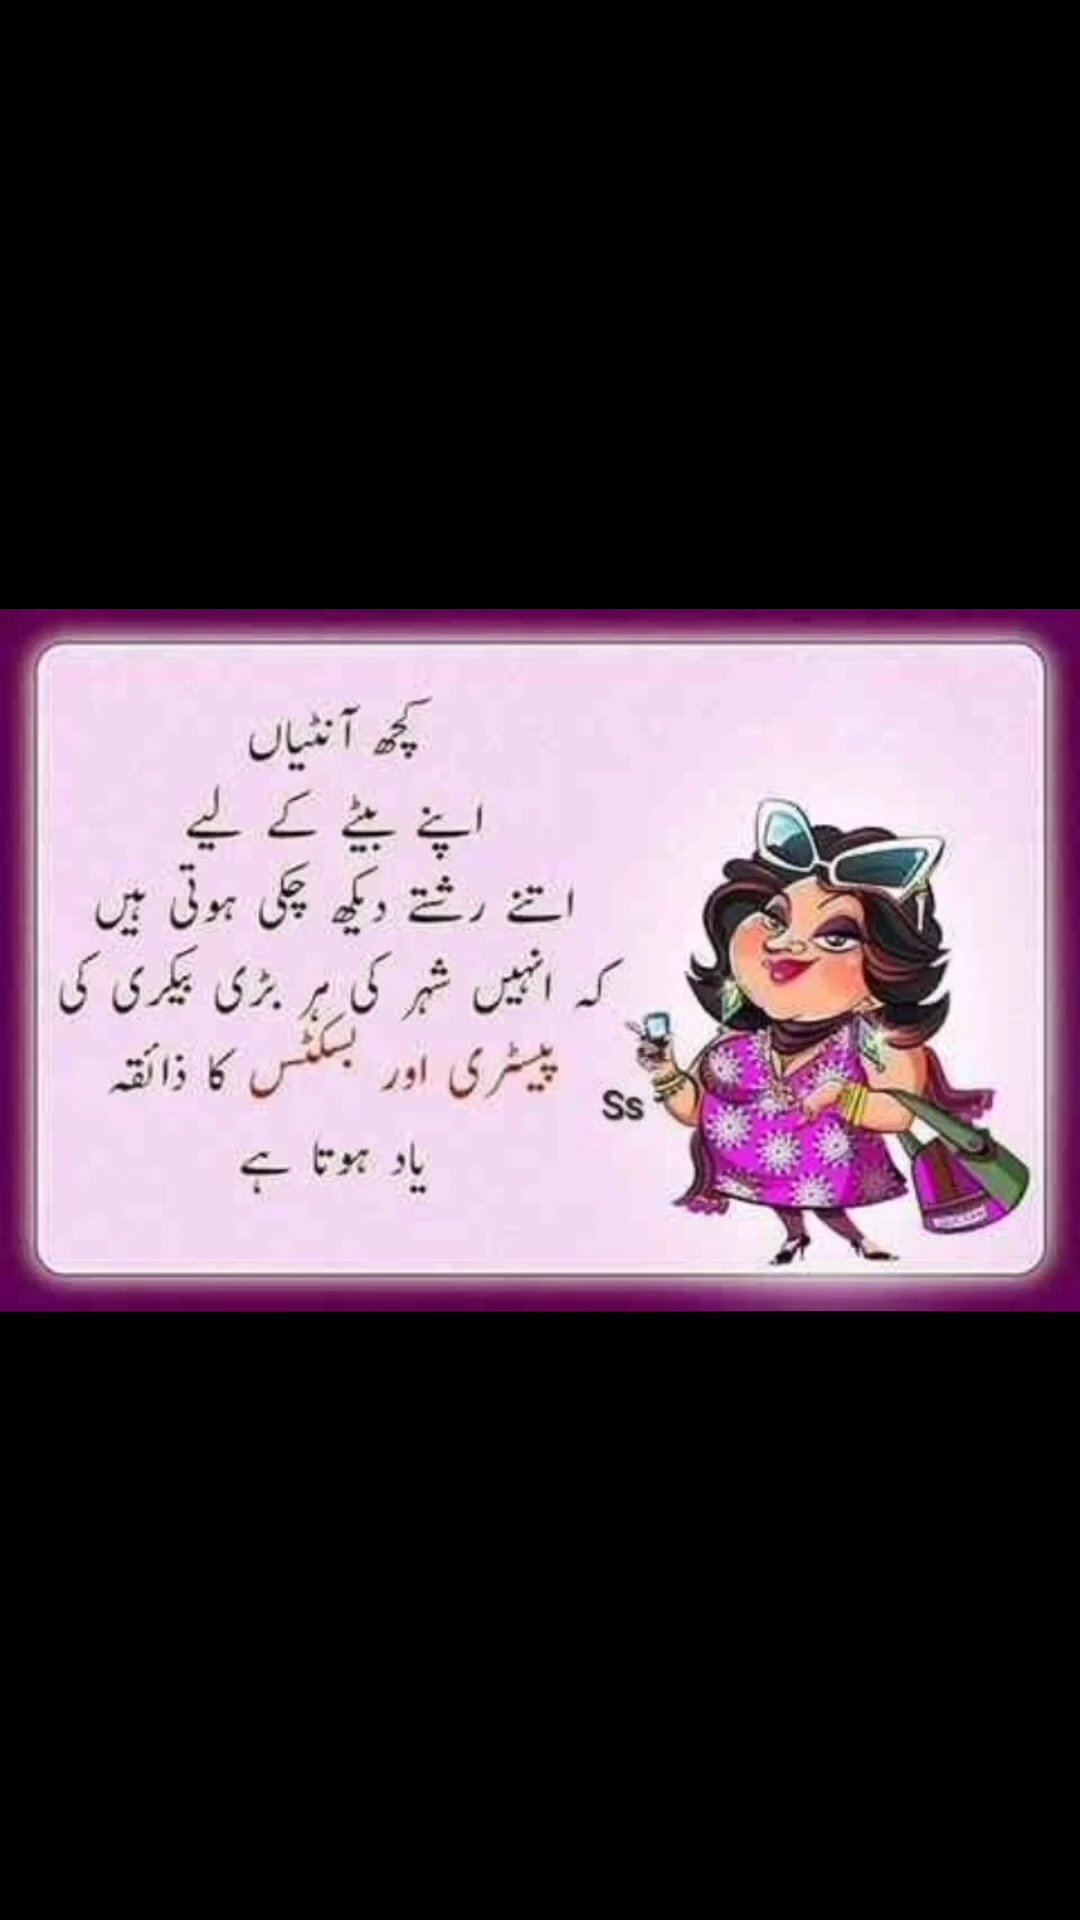 کچھ آنٹیاں
اپنے بیٹے کے لیے
اتنے رشتے دیکھ چکی ہوتی ہیں
کہ انہیں شہر کی ہر بڑی بیکری کی
پیسٹری اور بسکٹس کا ذائقہ
یاد ہوتا ہے
Ss